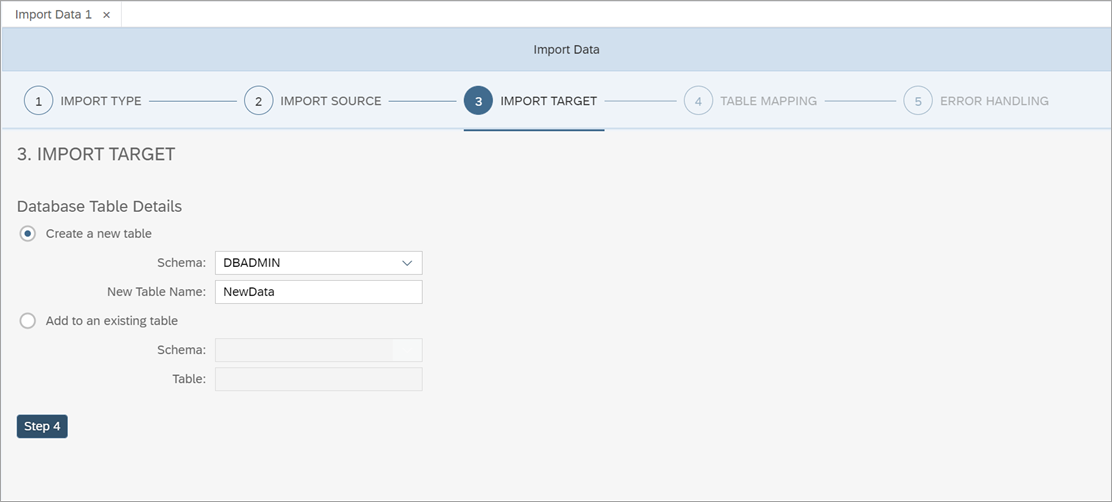 Import Data 1 ×
Import Data
1 IMPORT TYPE 2 IMPORT SOURCE 3 IMPORT TARGET 4 TABLE MAPPING 5 ERROR HANDLING
3. IMPORT TARGET
Database Table Details
Create a new table
Schema: DBADMIN
New Table Name: NewData
Add to an existing table
Schema:
Table:
Step 4